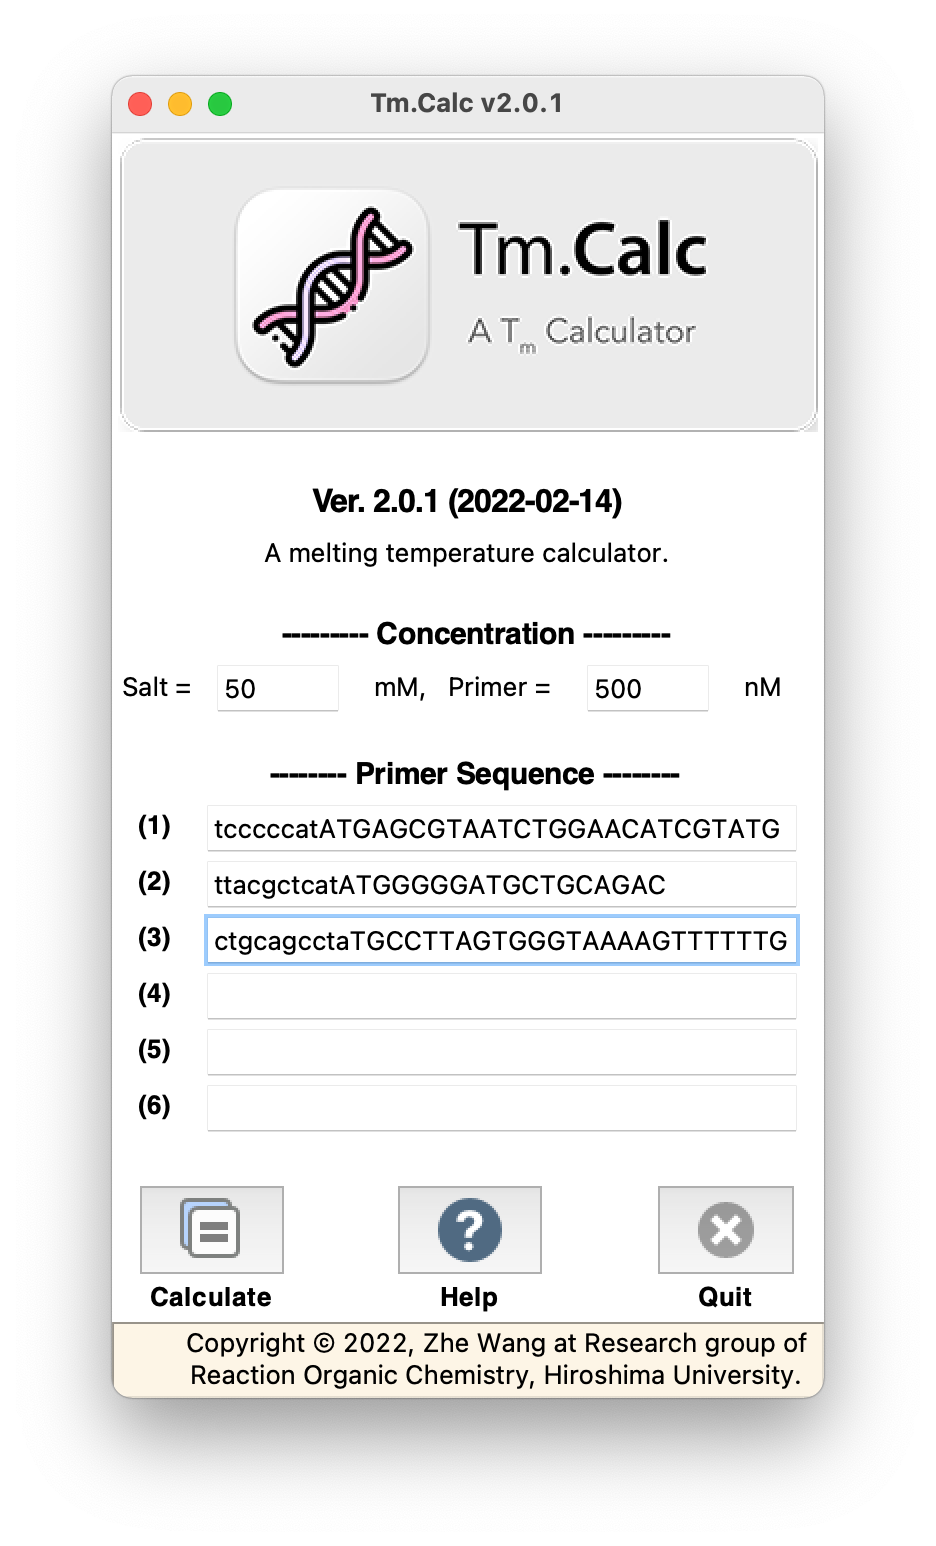 Tm.Calc v2.0.1
Tm.Calc
A Tm Calculator
Ver. 2.0.1 (2022-02-14)
A melting temperature calculator.
--------- Concentration ---------
Salt = 50 mM, Primer = 500 nM
-------- Primer Sequence --------
(1) tcccccatATGAGCGTAATCTGGAACATCGTATG
(2) ttacgctcatATGGGGGATGCTGCAGAC
(3) ctgcagcctaTGCCTTAGTGGGTAAAAGTTTTTTG
(4)
(5)
(6)
Calculate Help Quit
Copyright © 2022, Zhe Wang at Research group of
Reaction Organic Chemistry, Hiroshima University.